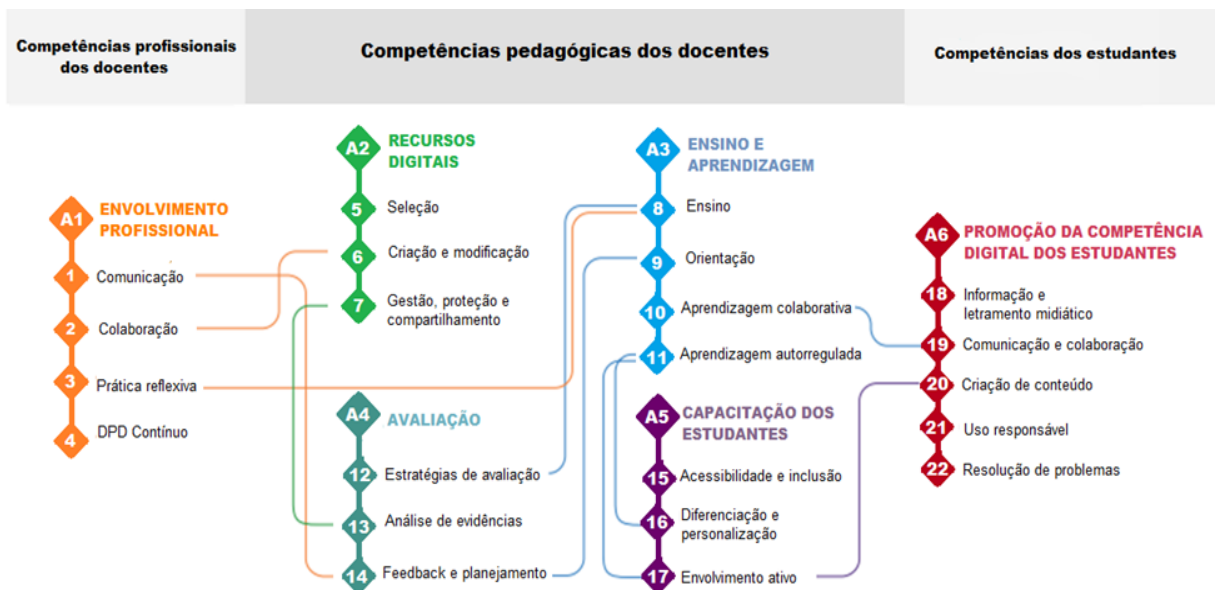 Competências profissionais
dos docentes
Competências pedagógicas dos docentes
Competências dos estudantes
A1
ENVOLVIMENTO
PROFISSIONAL
1
Comunicação
2
Colaboração
3
Prática reflexiva
4
DPD Contínuo
A2
RECURSOS
DIGITAIS
5
Seleção
6
Criação e modificação
7
Gestão, proteção e
compartilhamento
A4
AVALIAÇÃO
12
Estratégias de avaliação
13
Análise de evidências
14
Feedback e planejamento
A3
ENSINO E
APRENDIZAGEM
8
Ensino
9
Orientação
10
Aprendizagem colaborativa
11
Aprendizagem autorregulada
A5
CAPACITAÇÃO DOS
ESTUDANTES
15
Acessibilidade e inclusão
16
Diferenciação e
personalização
17
Envolvimento ativo
A6
PROMOÇÃO DA COMPETÊNCIA
DIGITAL DOS ESTUDANTES
18
Informação e
letramento midiático
19
Comunicação e colaboração
20
Criação de conteúdo
21
Uso responsável
22
Resolução de problemas